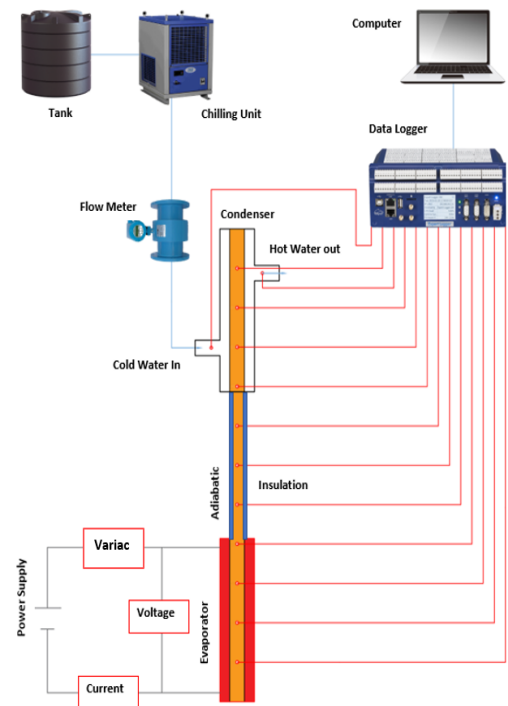 Computer
Tank
Chilling Unit
Data Logger
Flow Meter
Condenser
Hot Water out
Cold Water In
Adiabatic
Insulation
Variac
Power Supply
Voltage
Evaporator
Current